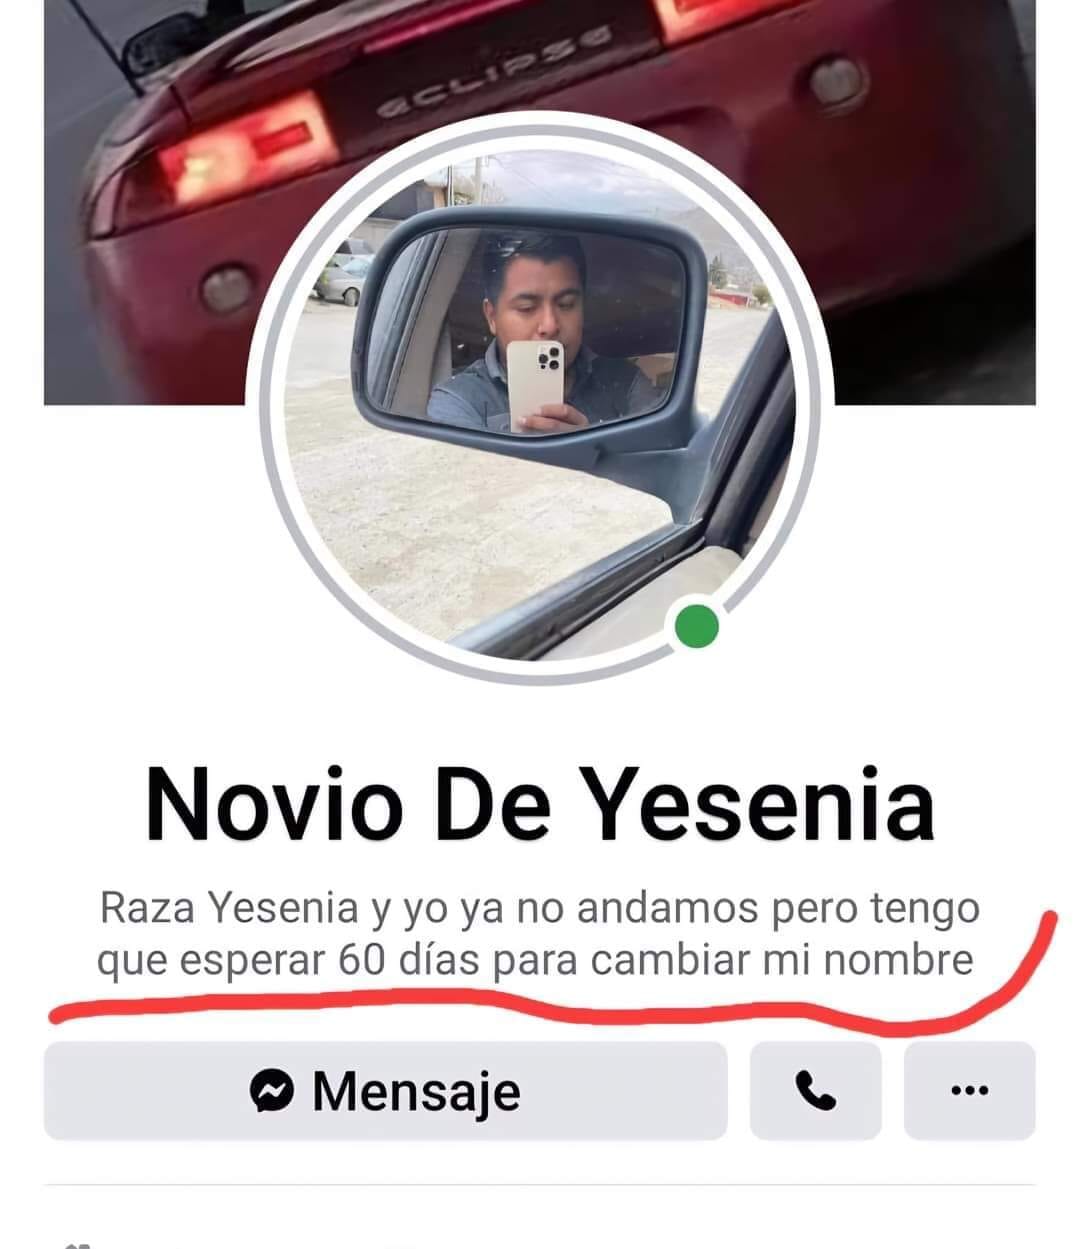 ECLIPSE
Novio De Yesenia
Raza Yesenia y yo ya no andamos pero tengo
que esperar 60 días para cambiar mi nombre
Mensaje